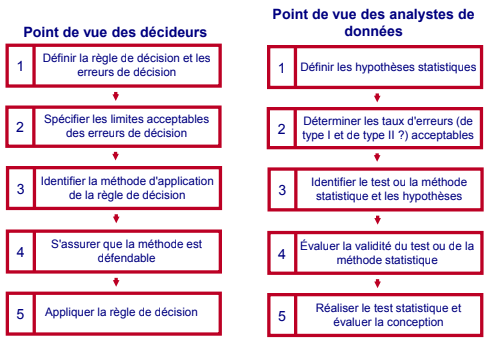 Point de vue des décideurs
1
Définir la règle de décision et les
erreurs de décision
2
Spécifier les limites acceptables
des erreurs de décision
3
Identifier la méthode d'application
de la règle de décision
4
S'assurer que la méthode est
défendable
5
Appliquer la règle de décision
Point de vue des analystes de
données
1
Définir les hypothèses statistiques
2
Déterminer les taux d'erreurs (de
type I et de type II ?) acceptables
3
Identifier le test ou la méthode
statistique et les hypothèses
4
Évaluer la validité du test ou de la
méthode statistique
5
Réaliser le test statistique et
évaluer la conception